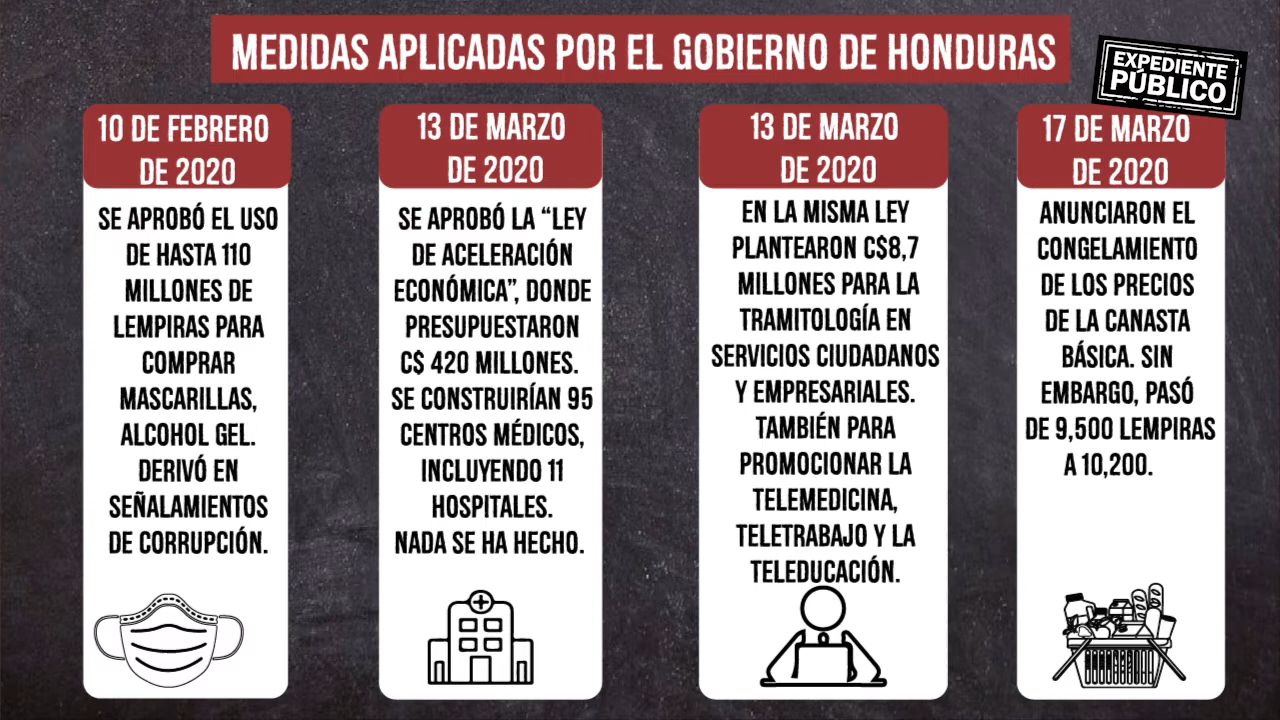 MEDIDAS APLICADAS POR EL GOBIERNO DE HONDURAS
EXPEDIENTE
PÚBLICO
10 DE FEBRERO
DE 2020
SE APROBÓ EL USO
DE HASTA 110
MILLONES DE
LEMPIRAS PARA
COMPRAR
MASCARILLAS,
ALCOHOL GEL.
DERIVÓ EN
SEÑALAMIENTOS
DE CORRUPCIÓN.
13 DE MARZO
DE 2020
SE APROBÓ LA “LEY
DE ACELERACIÓN
ECONÓMICA”, DONDE
PRESUPUESTARON
C$ 420 MILLONES.
SE CONSTRUIRÍAN 95
CENTROS MÉDICOS,
INCLUYENDO 11
HOSPITALES.
NADA SE HA HECHO.
13 DE MARZO
DE 2020
EN LA MISMA LEY
PLANTEARON C$8,7
MILLONES PARA LA
TRAMITOLOGÍA EN
SERVICIOS CIUDADANOS
Y EMPRESARIALES.
TAMBIÉN PARA
PROMOCIONAR LA
TELEMEDICINA,
TELETRABAJO Y LA
TELEDUCACIÓN.
17 DE MARZO
DE 2020
ANUNCIARON EL
CONGELAMIENTO
DE LOS PRECIOS
DE LA CANASTA
BÁSICA. SIN
EMBARGO, PASÓ
DE 9,500 LEMPIRAS
A 10,200.